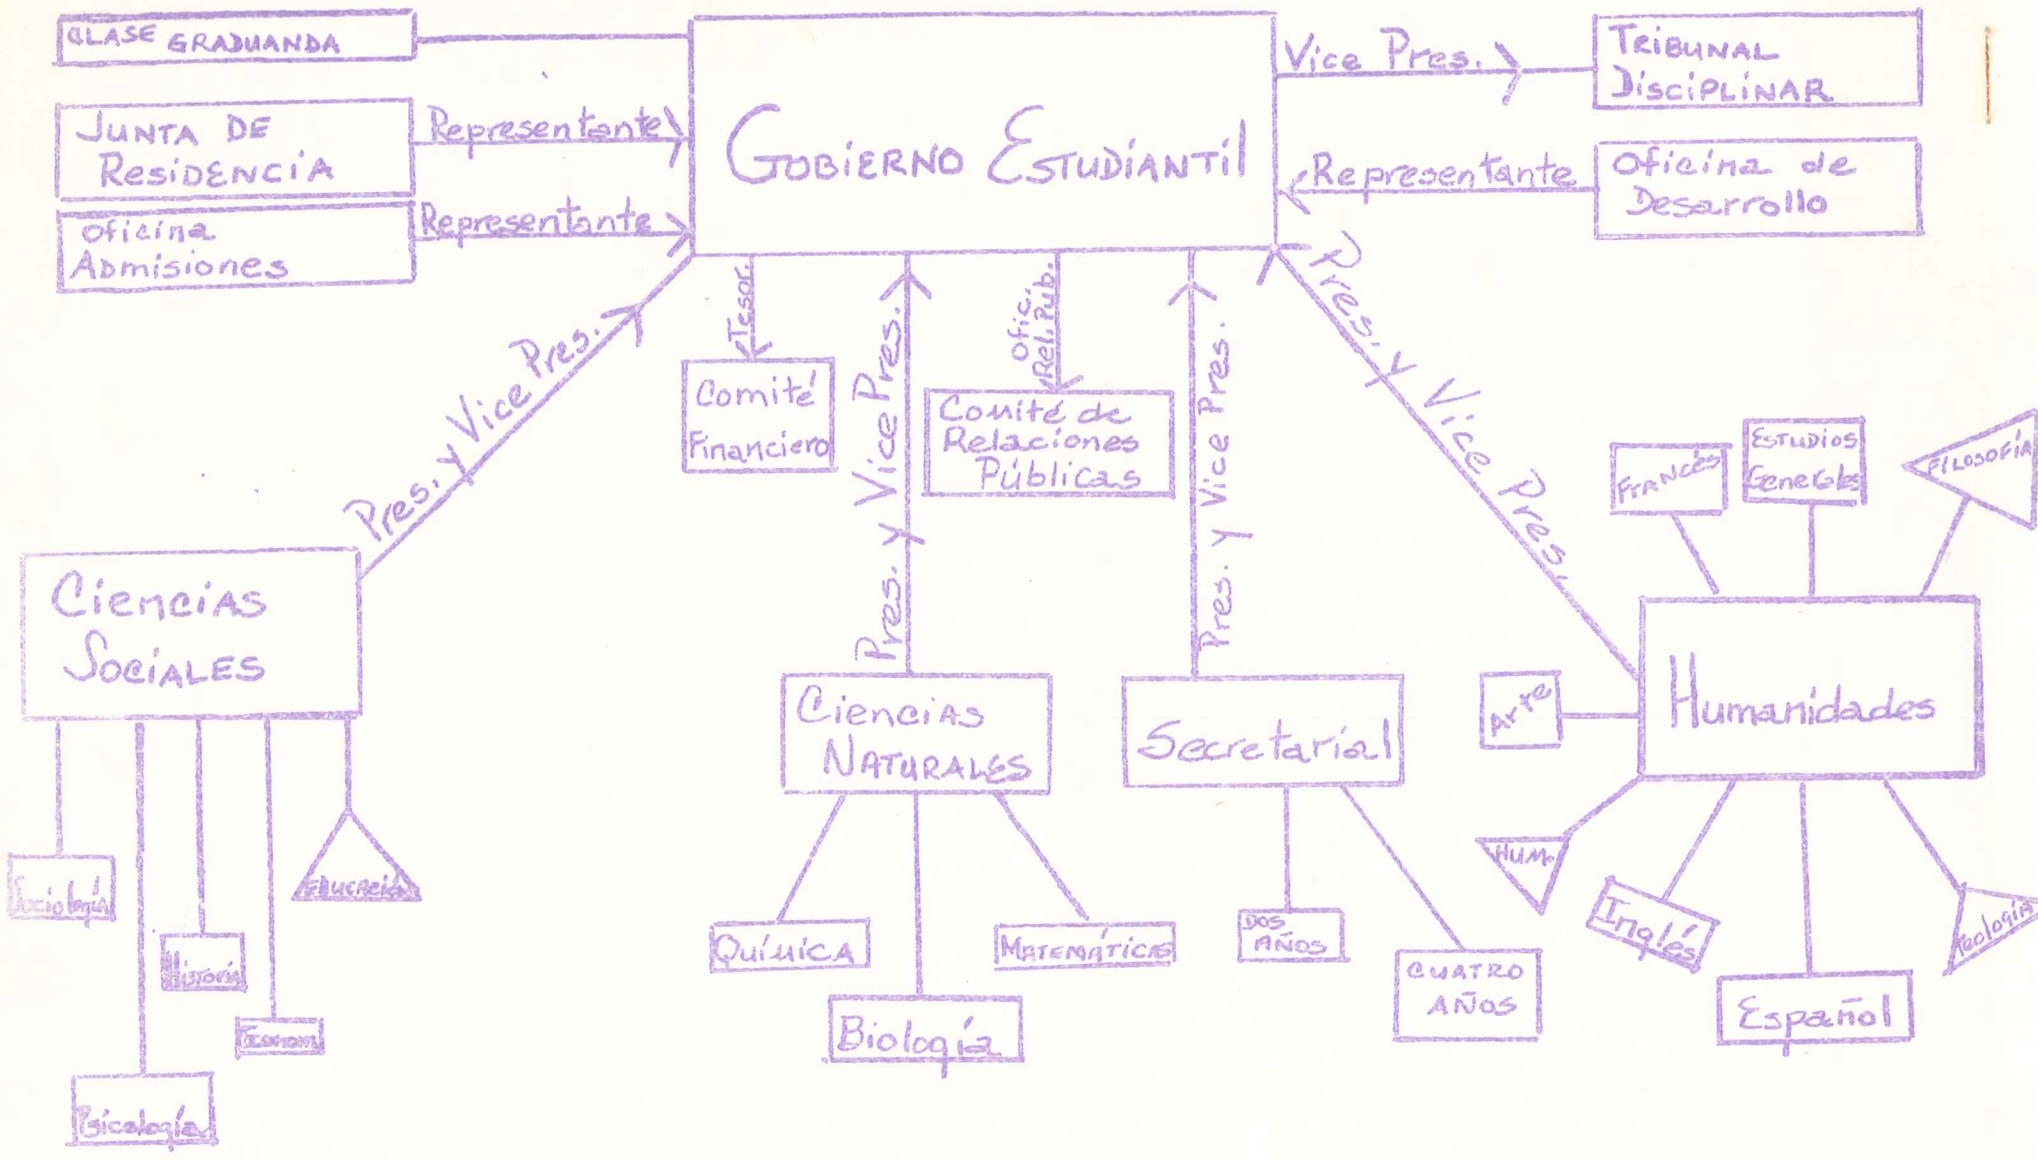 CLASE GRADUANDA
JUNTA DE
RESIDENCIA
Representante
Oficina
Admisiones
Representante
GOBIERNO ESTUDIANTIL
Vice Pres.
TRIBUNAL
DISCIPLINAR
Representante
Oficina de
Desarrollo
Pres. y Vice Pres.
Tesor.
Comité
Financiero
Pres. y Vice Pres.
Ofic.
Rel. Pub.
Comité de
Relaciones
Públicas
Pres. y Vice Pres.
Pres. y Vice Pres.
Ciencias
Sociales
Sociología
Psicología
Historia
Econom
EDUCACIÓN
Ciencias
NATURALES
QUÍMICA
Biología
MATEMÁTICAS
Secretarial
DOS
AÑOS
CUATRO
AÑOS
Humanidades
FRANCÉS
ESTUDIOS
Generales
FILOSOFÍA
Arte
HUM.
Inglés
Español
Teología